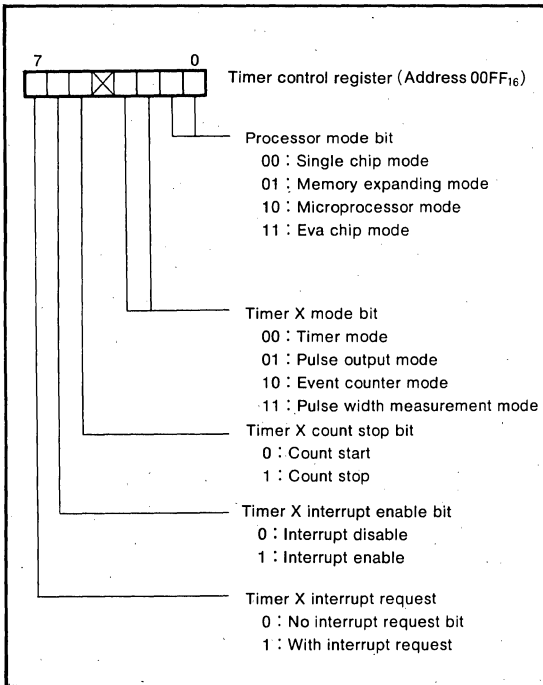 7 0
Timer control register (Address 00FF₁₆)
Processor mode bit
00 : Single chip mode
01 : Memory expanding mode
10 : Microprocessor mode
11 : Eva chip mode
Timer X mode bit
00 : Timer mode
01 : Pulse output mode
10 : Event counter mode
11 : Pulse width measurement mode
Timer X count stop bit
0 : Count start
1 : Count stop
Timer X interrupt enable bit
0 : Interrupt disable
1 : Interrupt enable
Timer X interrupt request
0 : No interrupt request bit
1 : With interrupt request